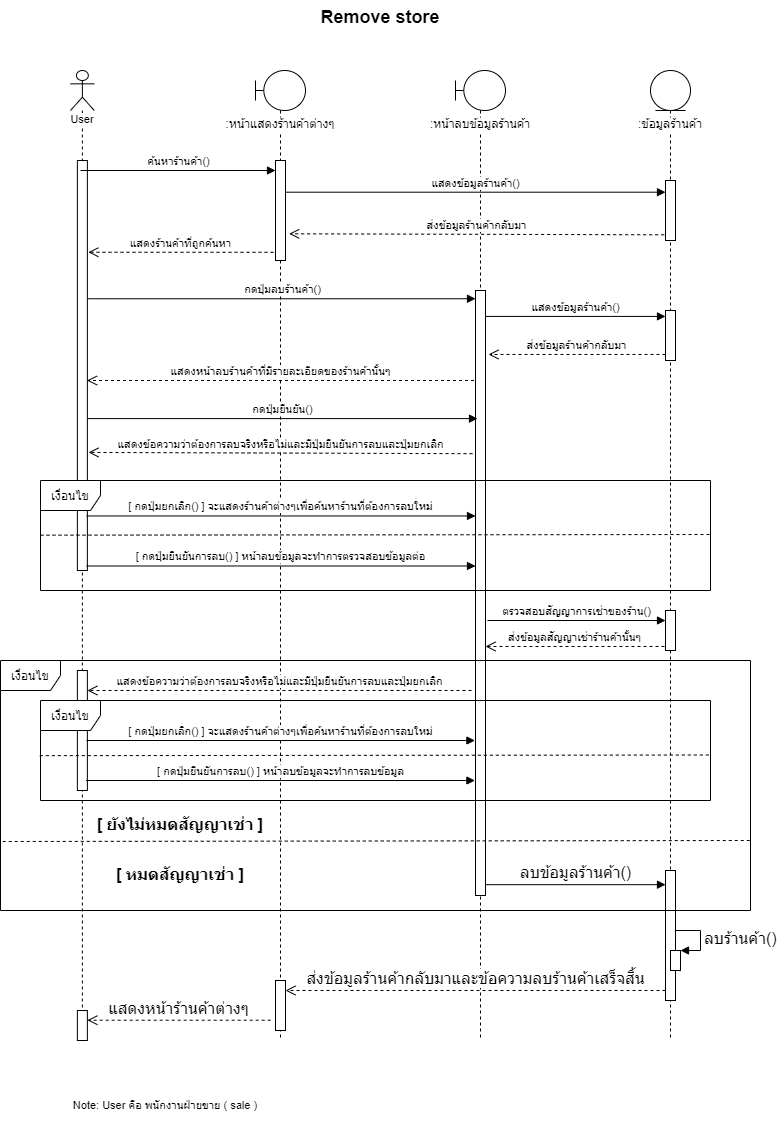 Remove store
User
:หน้าแสดงร้านค้าต่างๆ
:หน้าลบข้อมูลร้านค้า
:ข้อมูลร้านค้า
ค้นหาร้านค้า()
แสดงข้อมูลร้านค้า()
ส่งข้อมูลร้านค้ากลับมา
แสดงร้านค้าที่ถูกค้นหา
กดปุ่มลบร้านค้า()
แสดงข้อมูลร้านค้า()
ส่งข้อมูลร้านค้ากลับมา
แสดงหน้าลบร้านค้าที่มีรายละเอียดของร้านค้านั้นๆ
กดปุ่มยืนยัน()
แสดงข้อความว่าต้องการลบจริงหรือไม่และมีปุ่มยืนยันการลบและปุ่มยกเลิก
เงื่อนไข
[ กดปุ่มยกเลิก() ] จะแสดงร้านค้าต่างๆเพื่อค้นหาร้านที่ต้องการลบใหม่
[ กดปุ่มยืนยันการลบ() ] หน้าลบข้อมูลจะทำการตรวจสอบข้อมูลต่อ
ตรวจสอบสัญญาการเช่าของร้าน()
ส่งข้อมูลสัญญาเช่าร้านค้านั้นๆ
เงื่อนไข
แสดงข้อความว่าต้องการลบจริงหรือไม่และมีปุ่มยืนยันการลบและปุ่มยกเลิก
เงื่อนไข
[ กดปุ่มยกเลิก() ] จะแสดงร้านค้าต่างๆเพื่อค้นหาร้านที่ต้องการลบใหม่
[ กดปุ่มยืนยันการลบ() ] หน้าลบข้อมูลจะทำการลบข้อมูล
[ ยังไม่หมดสัญญาเช่า ]
[ หมดสัญญาเช่า ]
ลบข้อมูลร้านค้า()
ลบร้านค้า()
ส่งข้อมูลร้านค้ากลับมาและข้อความลบร้านค้าเสร็จสิ้น
แสดงหน้าร้านค้าต่างๆ
Note: User คือ พนักงานฝ่ายขาย ( sale )